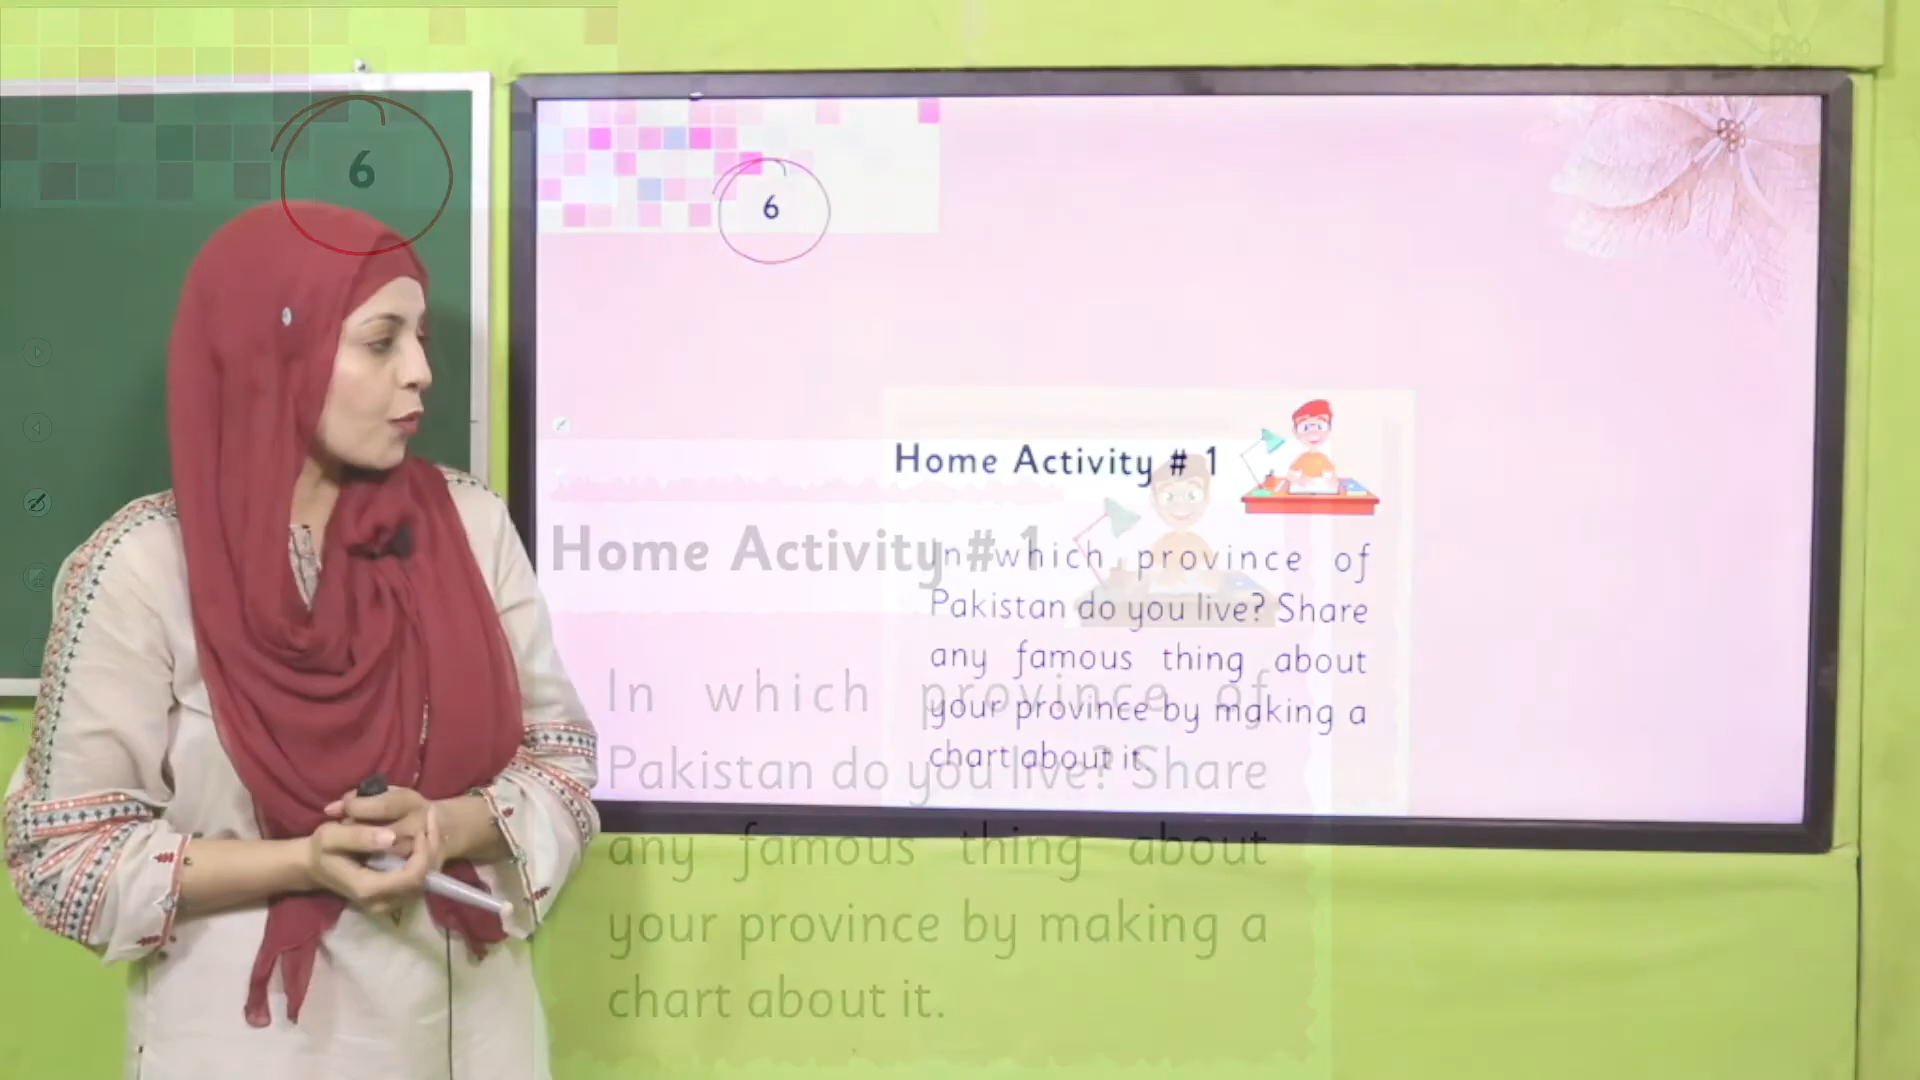 6
6
Home Activity # 1
In which province of
Pakistan do you live? Share
any famous thing about
your province by making a
chart about it.
Home Activity # 1
In which province of
Pakistan do you live? Share
any famous thing about
your province by making a
chart about it.